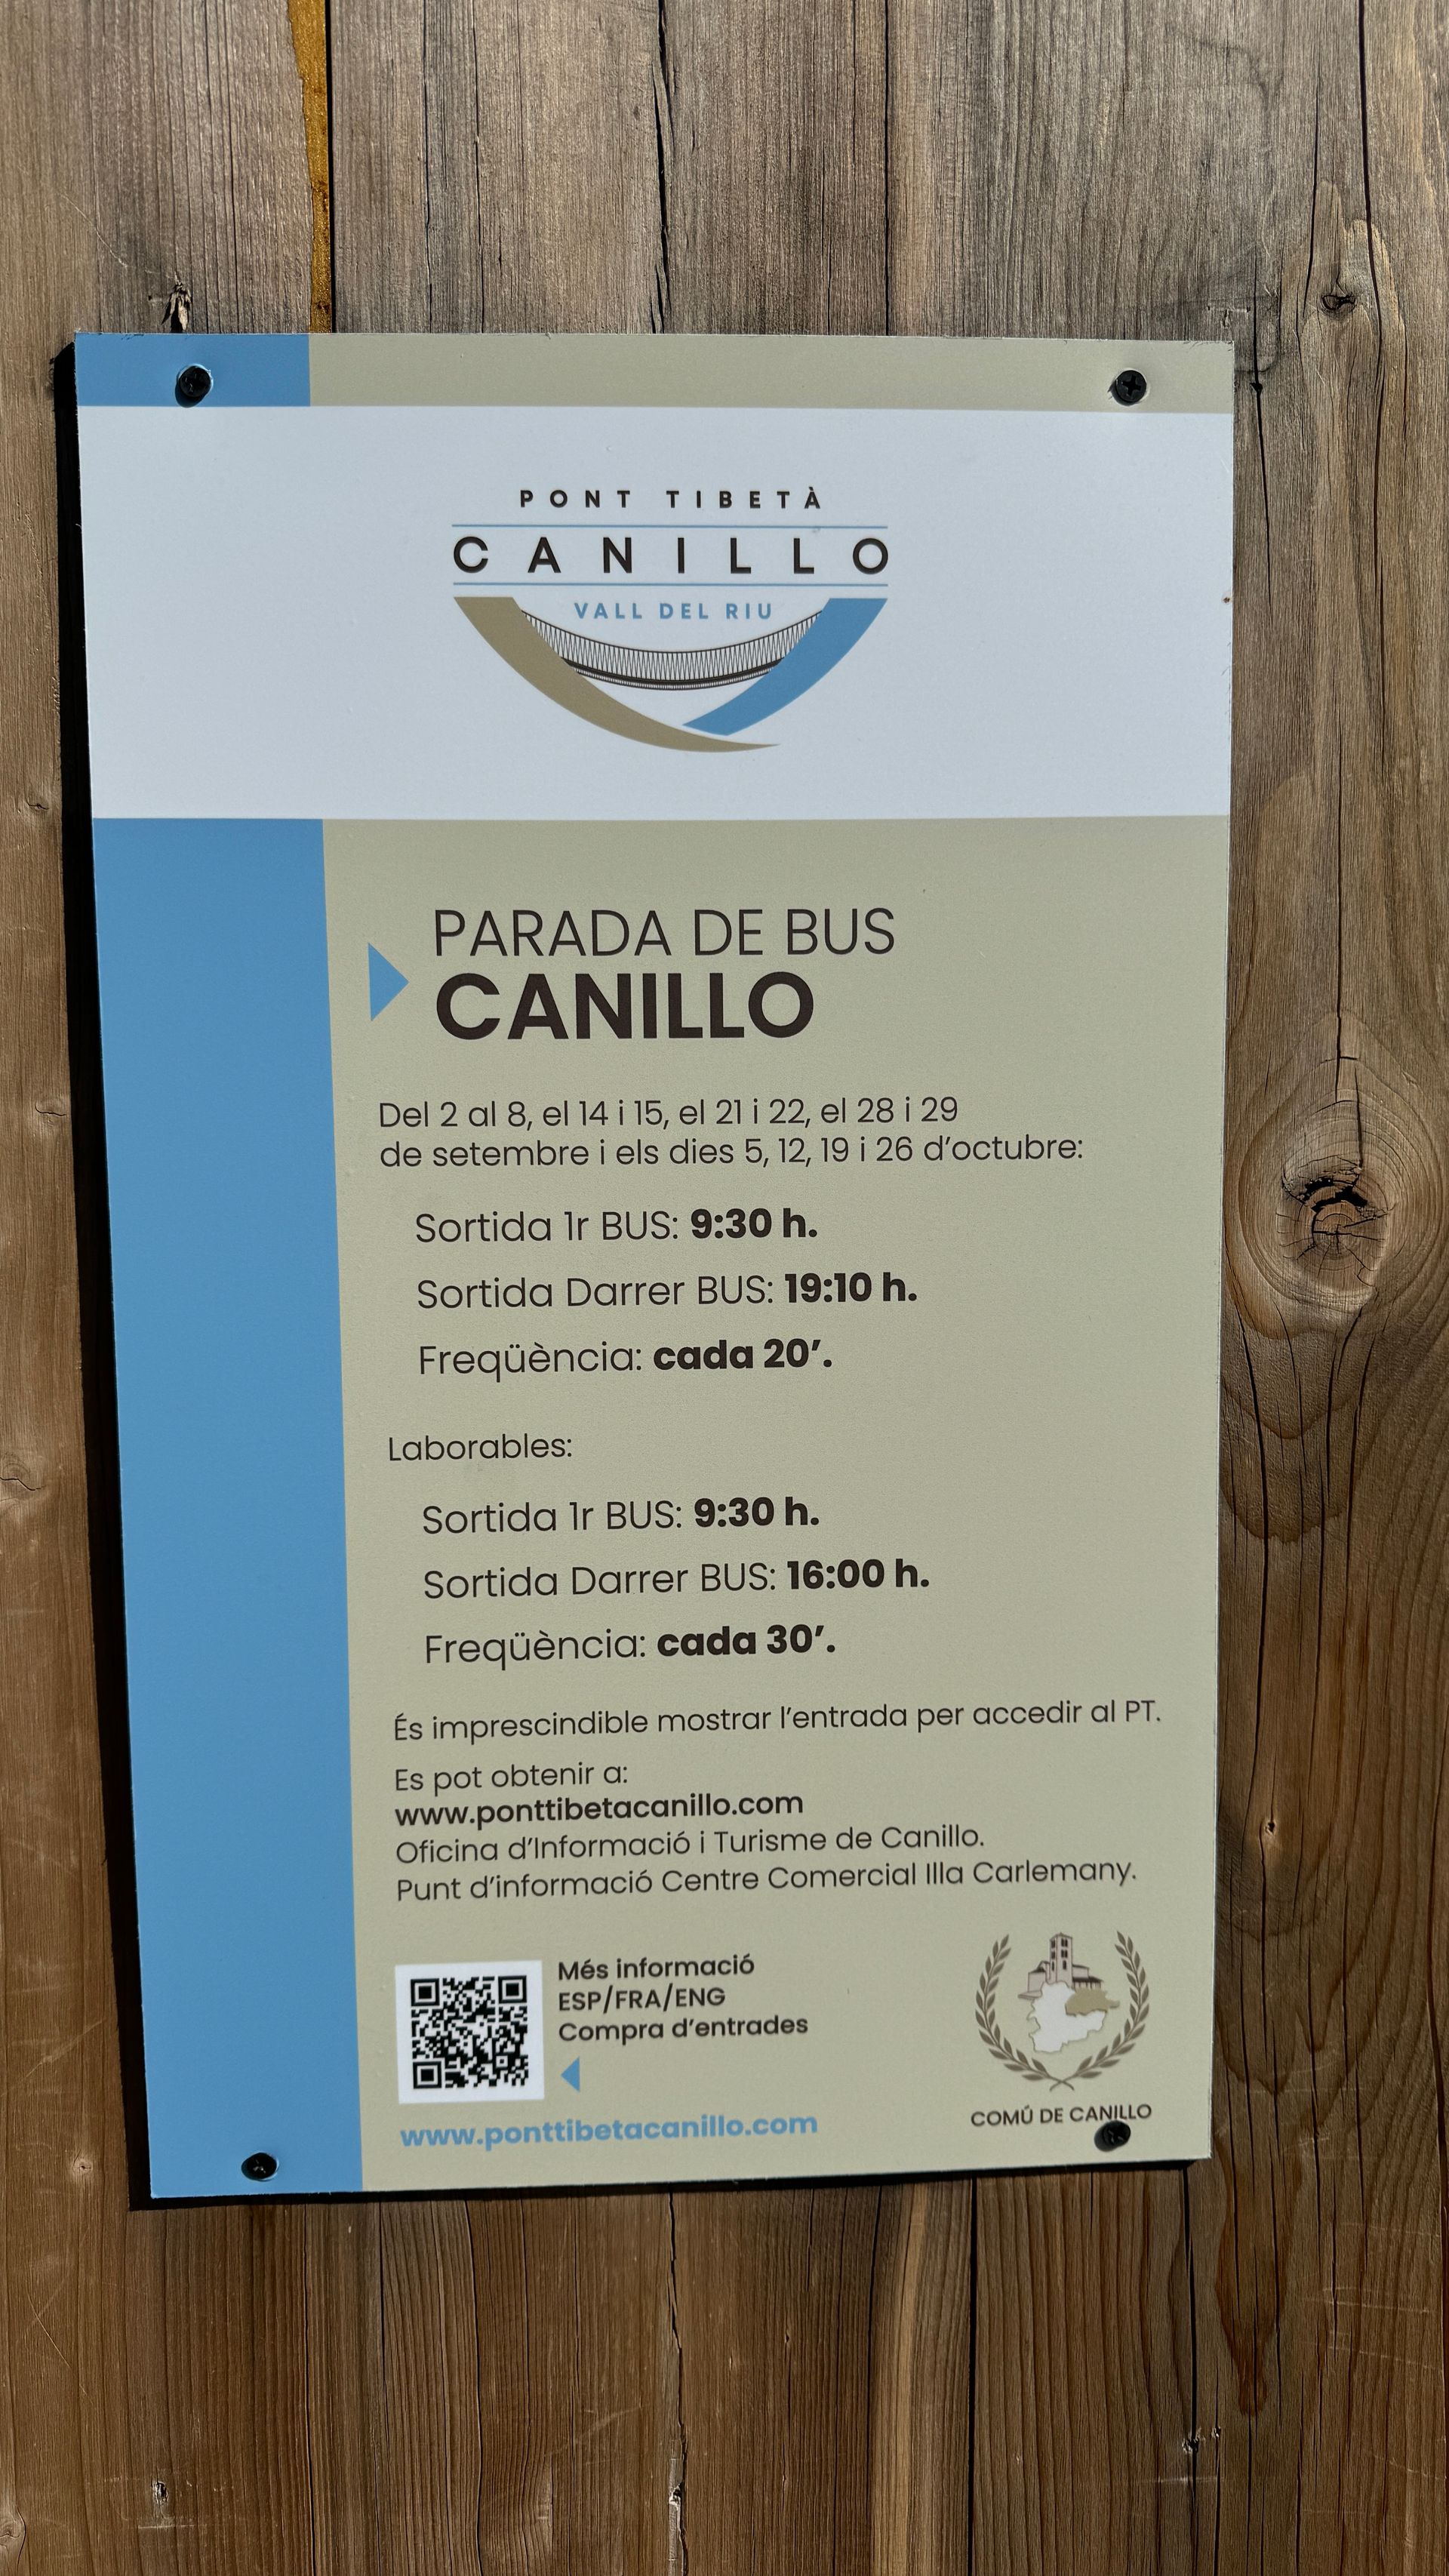 PONT TIBETÀ
CANILLO
VALL DEL RIU
PARADA DE BUS
CANILLO
Del 2 al 8, el 14 i 15, el 21 i 22, el 28 i 29
de setembre i els dies 5, 12, 19 i 26 d’octubre:
Sortida 1r BUS: 9:30 h.
Sortida Darrer BUS: 19:10 h.
Freqüència: cada 20’.
Laborables:
Sortida 1r BUS: 9:30 h.
Sortida Darrer BUS: 16:00 h.
Freqüència: cada 30’.
És imprescindible mostrar l’entrada per accedir al PT.
Es pot obtenir a:
www.ponttibetacanillo.com
Oficina d’Informació i Turisme de Canillo.
Punt d’informació Centre Comercial Illa Carlemany.
Més informació
ESP/FRA/ENG
Compra d’entrades
www.ponttibetacanillo.com
COMÚ DE CANILLO